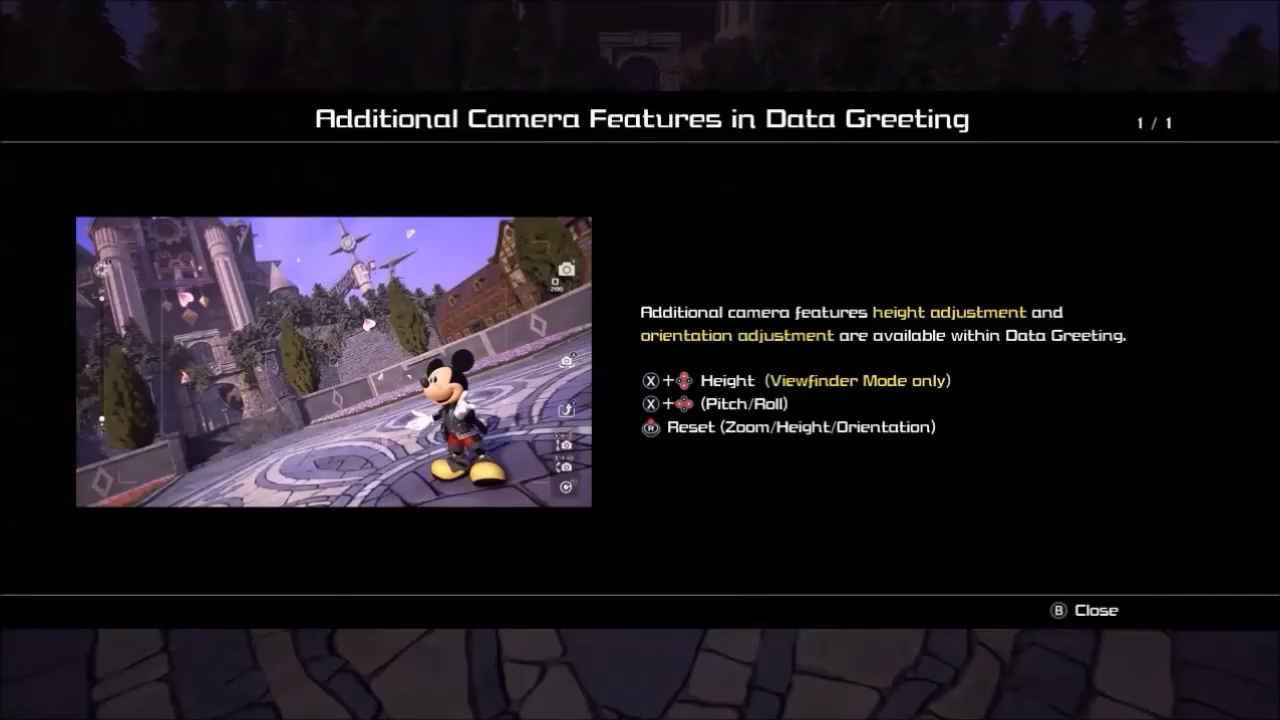 Additional Camera Features in Data Greeting
1 / 1
Additional camera features height adjustment and
orientation adjustment are available within Data Greeting.
X + Height (Viewfinder Mode only)
X + (Pitch/Roll)
R Reset (Zoom/Height/Orientation)
B Close